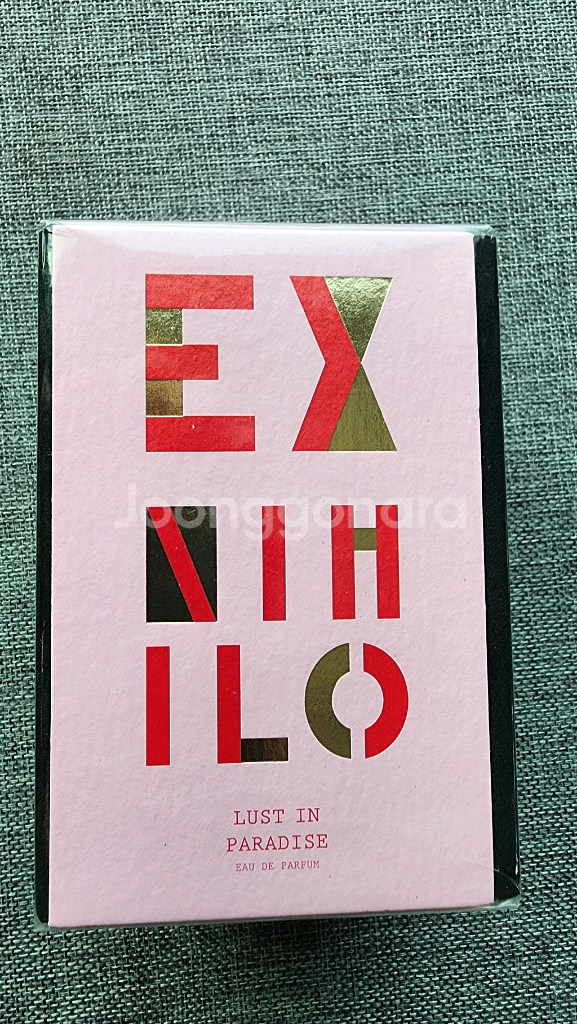 EX
NIH
ILO
Joonggonara
LUST IN
PARADISE
EAU DE PARFUM